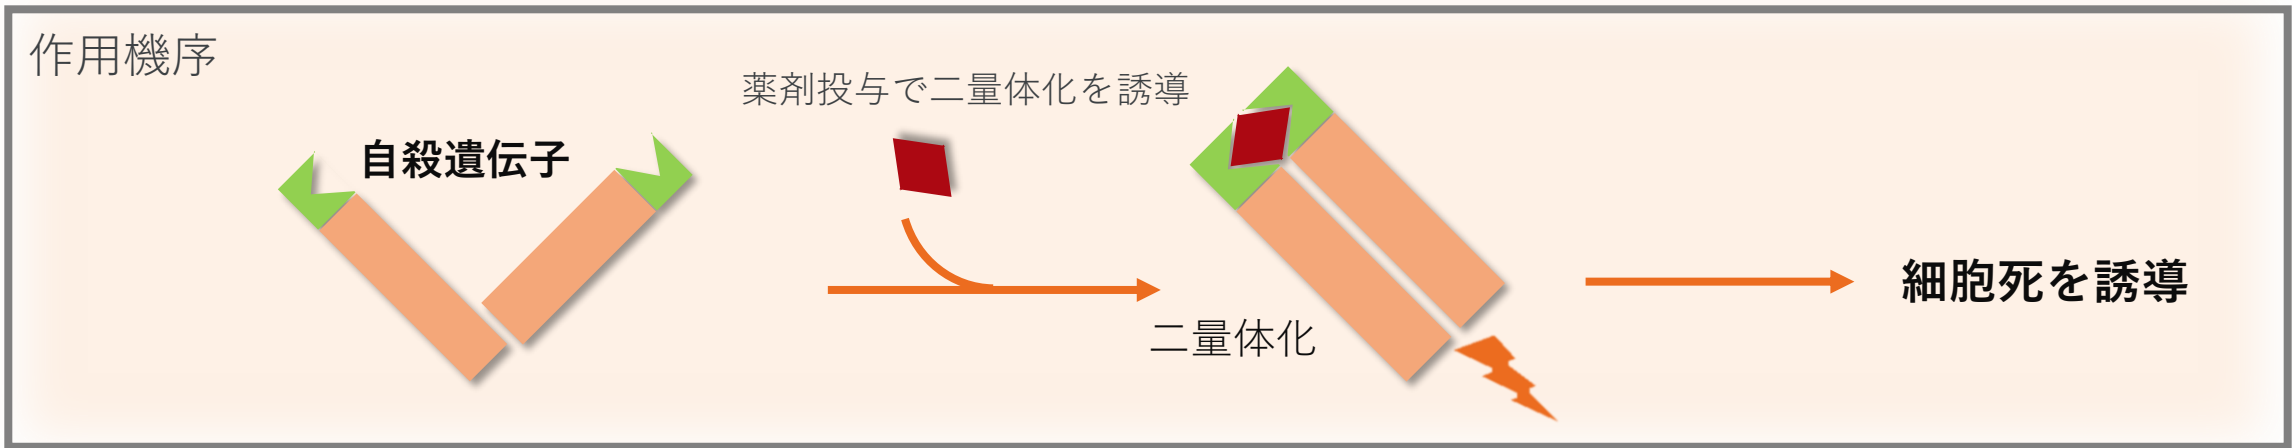 作用機序
薬剤投与で二量体化を誘導
自殺遺伝子
二量体化
細胞死を誘導